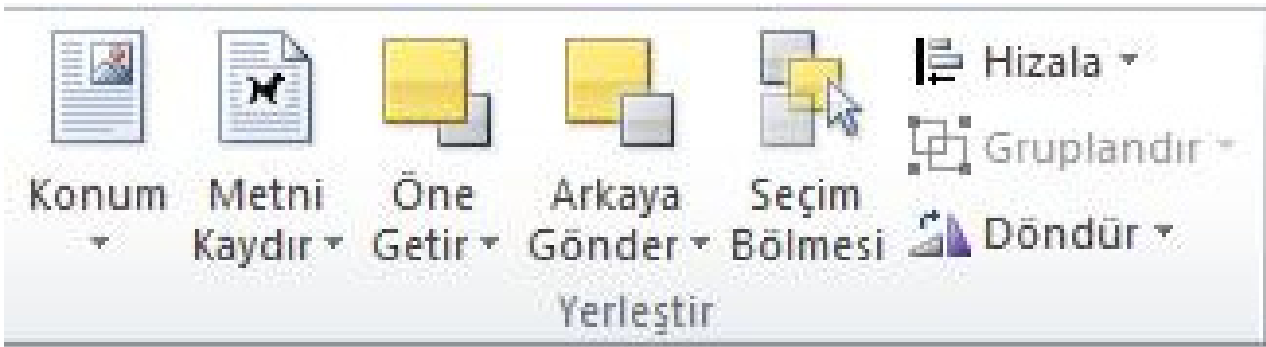 Konum
Metni Kaydır
Öne Getir
Arkaya Gönder
Seçim Bölmesi
Hizala
Gruplandır
Döndür
Yerleştir